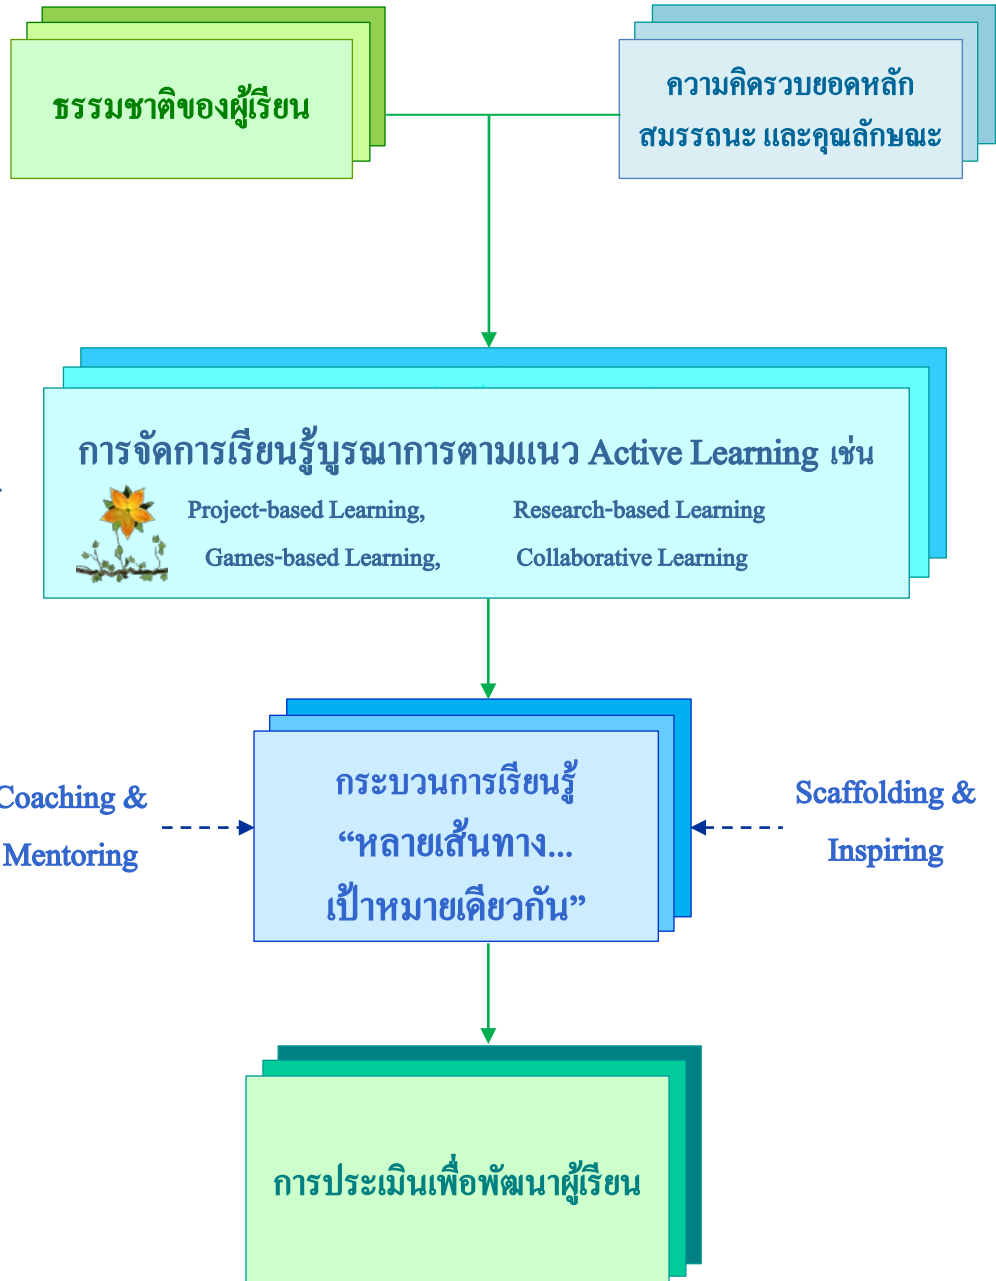 ธรรมชาติของผู้เรียน
ความคิดรวบยอดหลัก
สมรรถนะ และคุณลักษณะ
การจัดการเรียนรู้บูรณาการตามแนว Active Learning เช่น
Project-based Learning, Research-based Learning
Games-based Learning, Collaborative Learning
กระบวนการเรียนรู้
“หลายเส้นทาง...
เป้าหมายเดียวกัน”
Coaching &
Mentoring
Scaffolding &
Inspiring
การประเมินเพื่อพัฒนาผู้เรียน